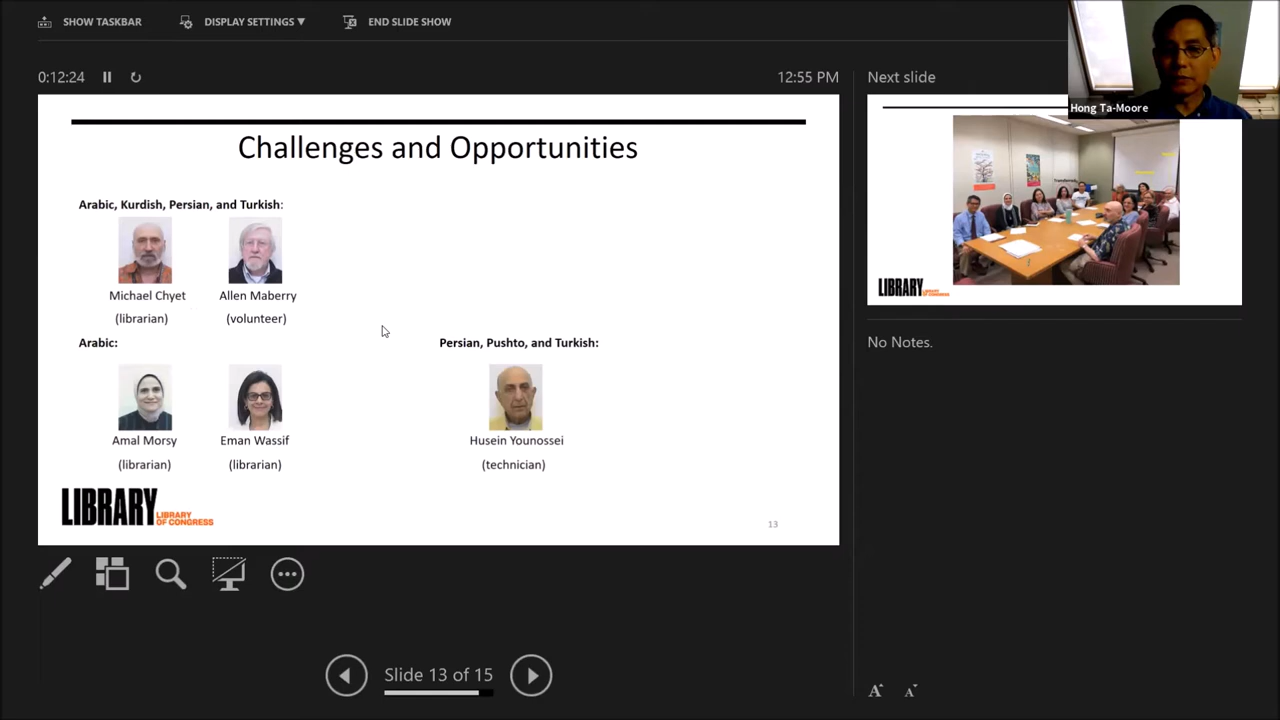 SHOW TASKBAR
DISPLAY SETTINGS ▼
END SLIDE SHOW
0:12:24
12:55 PM
Next slide
Hong Ta-Moore
Challenges and Opportunities
Arabic, Kurdish, Persian, and Turkish:
Michael Chyet
Allen Maberry
(librarian)
(volunteer)
Arabic:
Persian, Pushto, and Turkish:
Amal Morsy
Eman Wassif
Husein Younossei
(librarian)
(librarian)
(technician)
LIBRARY
LIBRARY
OF CONGRESS
13
LIBRARY
LIBRARY
OF CONGRESS
No Notes.
Slide 13 of 15
A
A